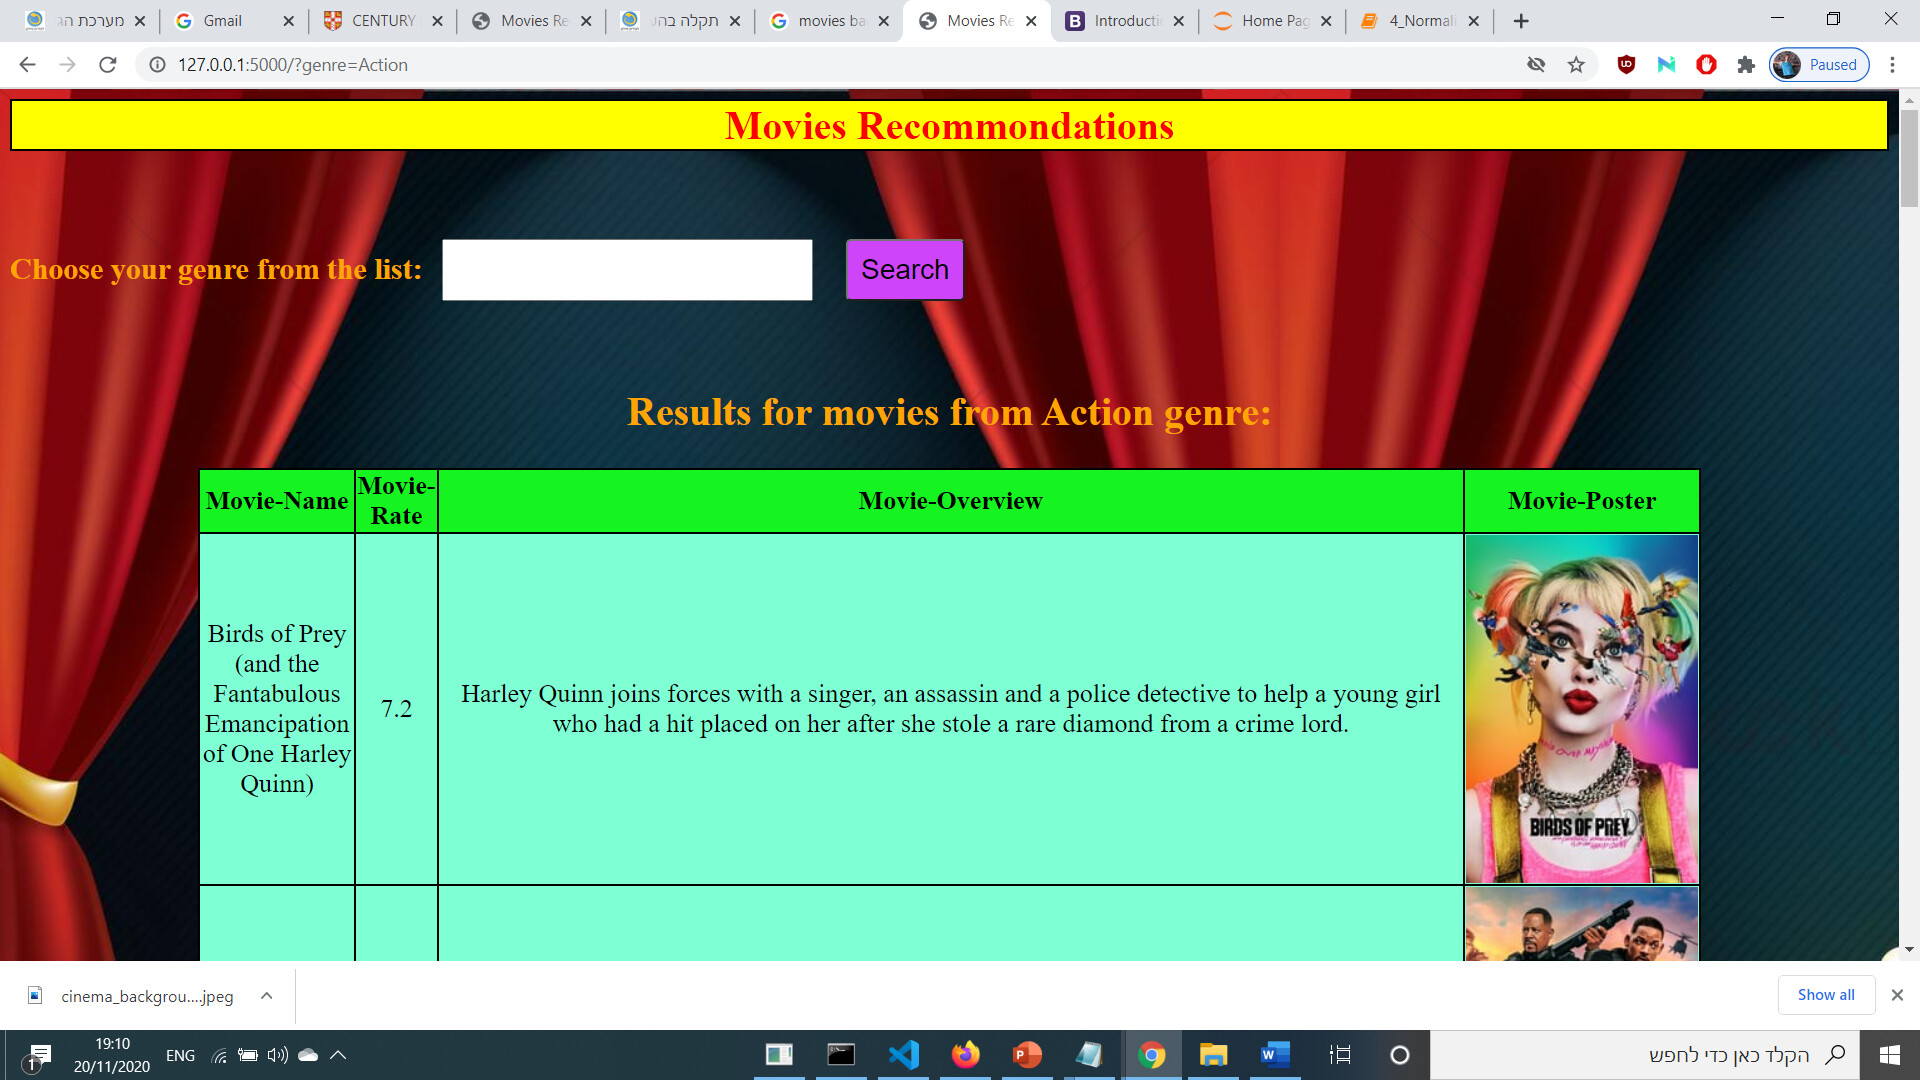 מערכת הג
Gmail
CENTURY
Movies Re
תקלה בהע
movies ba
Movies Re
Introducti
Home Pag
4_Normali
127.0.0.1:5000/?genre=Action
Paused
Movies Recommondations
Choose your genre from the list:
Search
Results for movies from Action genre:
Movie-Name
Movie-
Rate
Movie-Overview
Movie-Poster
Birds of Prey
(and the
Fantabulous
Emancipation
of One Harley
Quinn)
7.2
Harley Quinn joins forces with a singer, an assassin and a police detective to help a young girl
who had a hit placed on her after she stole a rare diamond from a crime lord.
BIRDS OF PREY
cinema_backgrou....jpeg
Show all
1
19:10
20/11/2020
ENG
הקלד כאן כדי לחפש